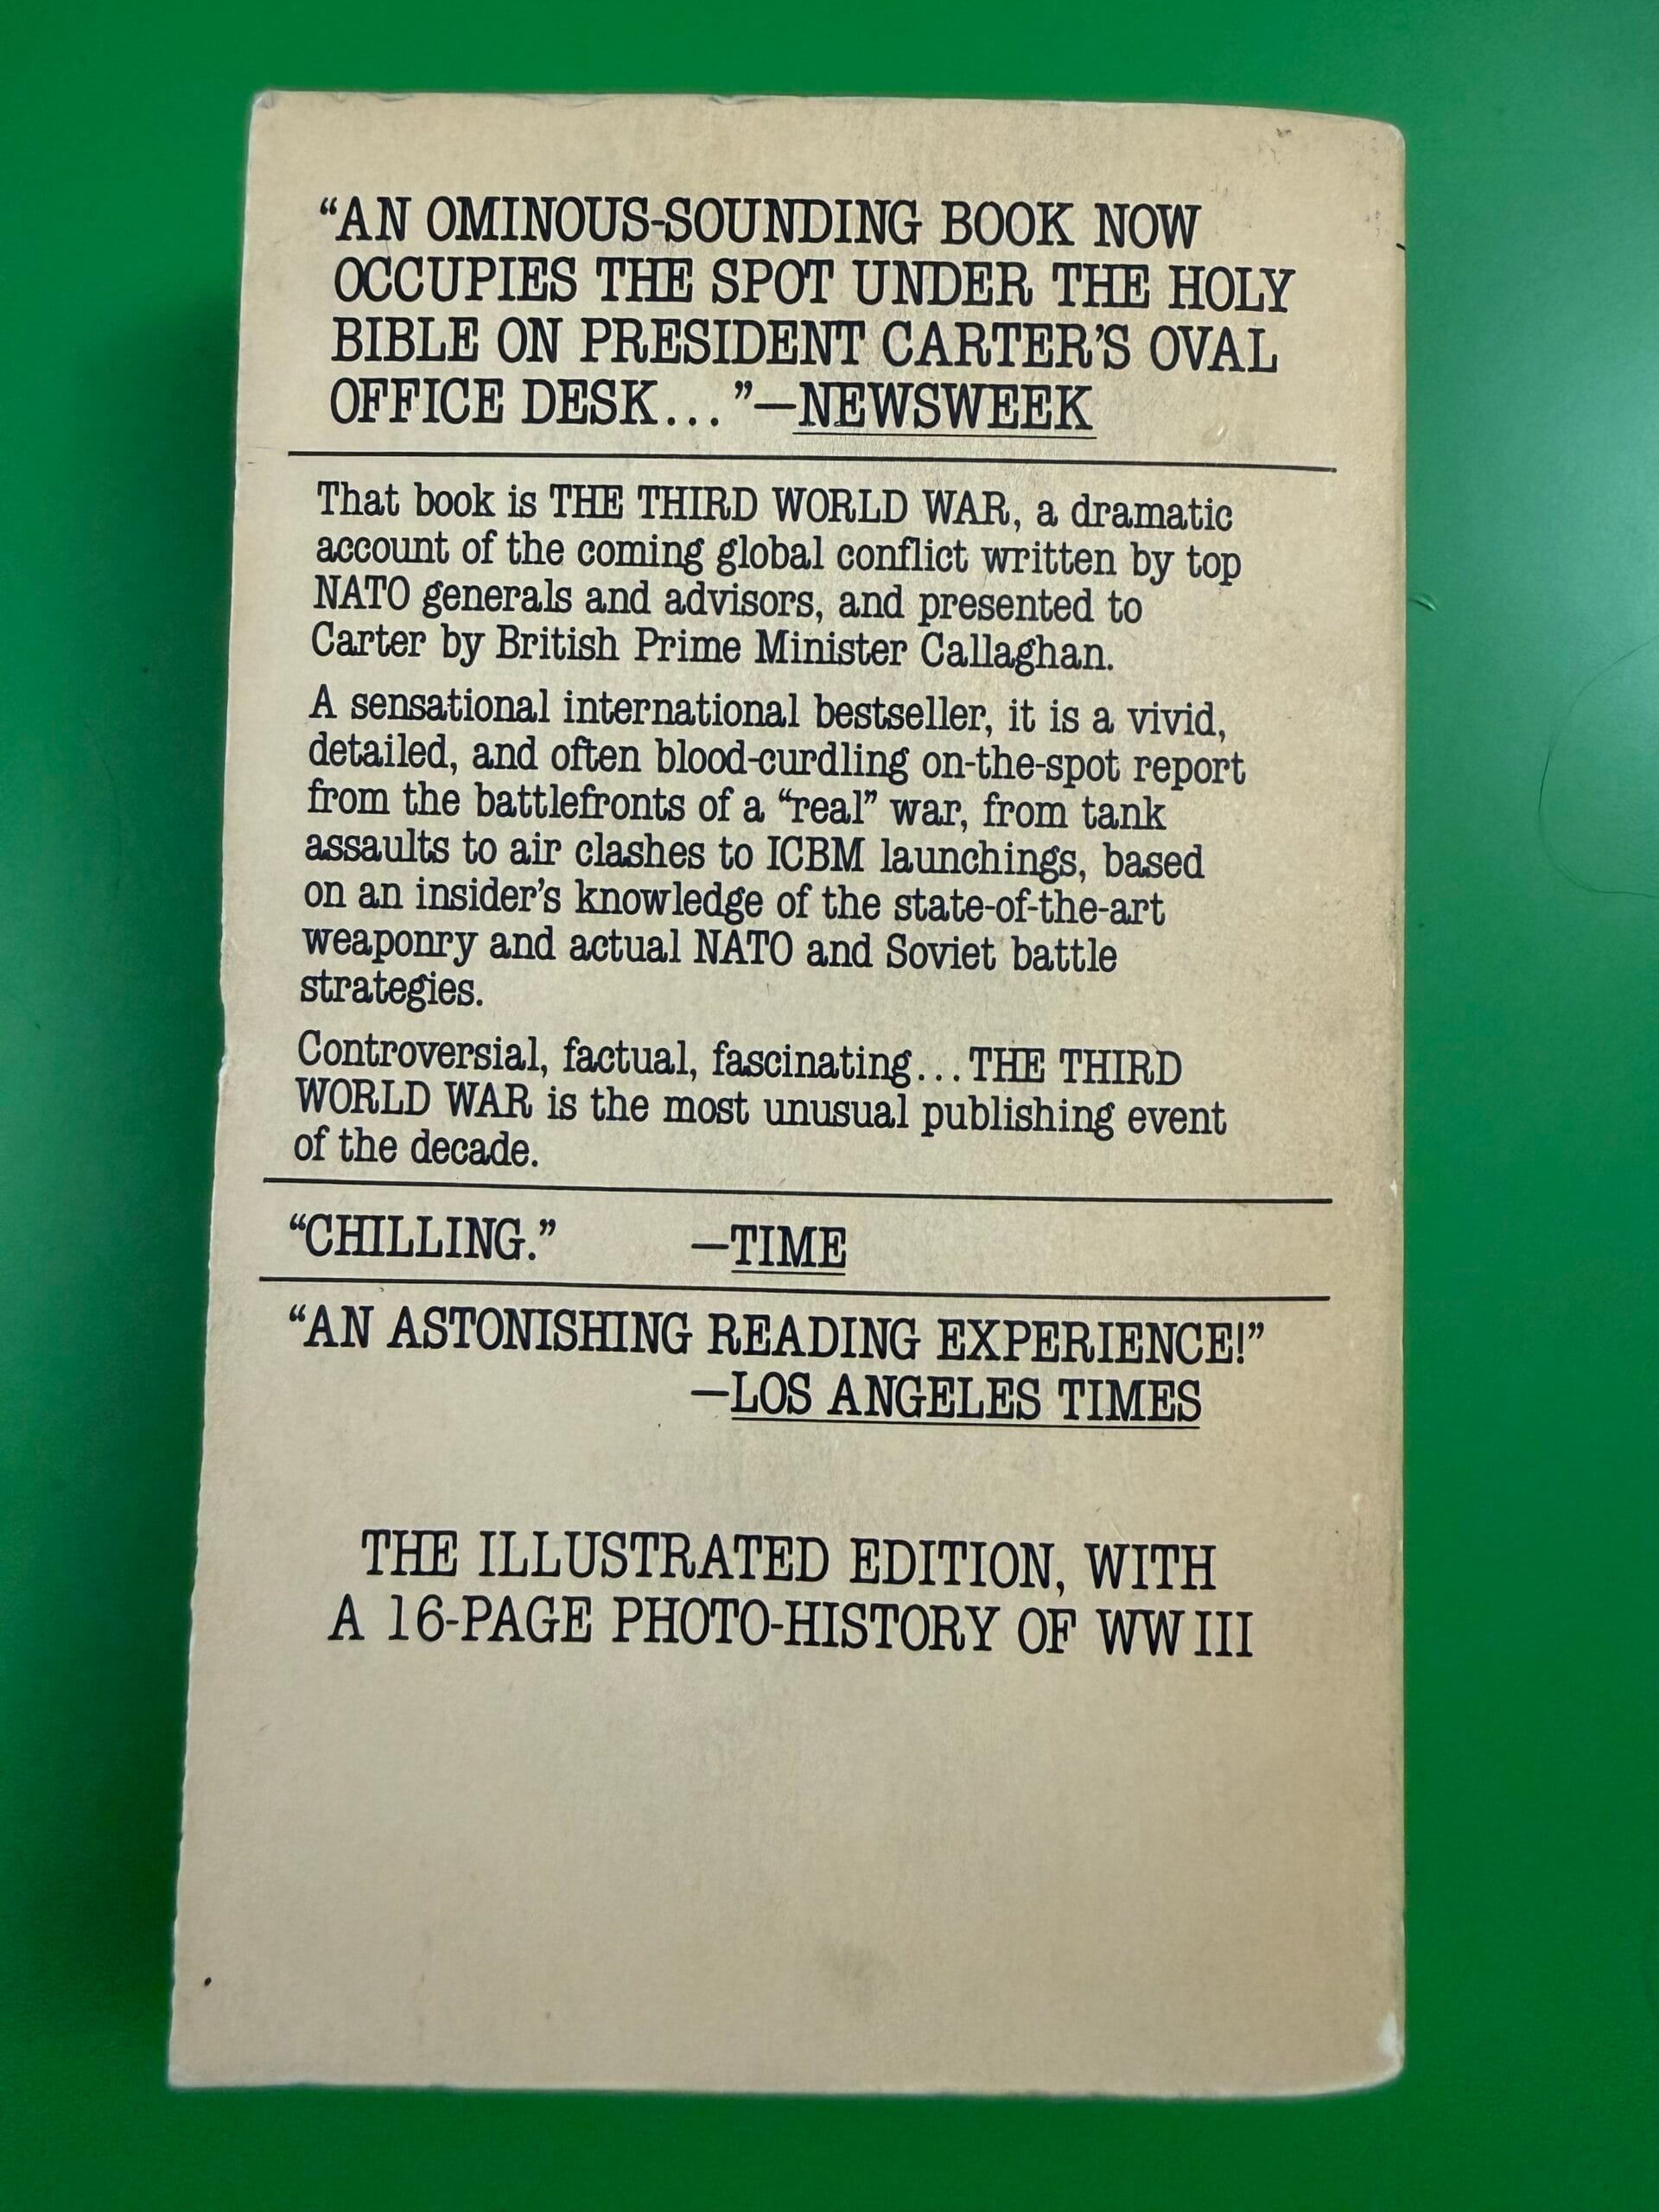 “AN OMINOUS-SOUNDING BOOK NOW
OCCUPIES THE SPOT UNDER THE HOLY
BIBLE ON PRESIDENT CARTER’S OVAL
OFFICE DESK...”—NEWSWEEK
That book is THE THIRD WORLD WAR, a dramatic
account of the coming global conflict written by top
NATO generals and advisors, and presented to
Carter by British Prime Minister Callaghan.
A sensational international bestseller, it is a vivid,
detailed, and often blood-curdling on-the-spot report
from the battlefronts of a “real” war, from tank
assaults to air clashes to ICBM launchings, based
on an insider’s knowledge of the state-of-the-art
weaponry and actual NATO and Soviet battle
strategies.
Controversial, factual, fascinating...THE THIRD
WORLD WAR is the most unusual publishing event
of the decade.
“CHILLING.” —TIME
“AN ASTONISHING READING EXPERIENCE!”
—LOS ANGELES TIMES
THE ILLUSTRATED EDITION, WITH
A 16-PAGE PHOTO-HISTORY OF WW III